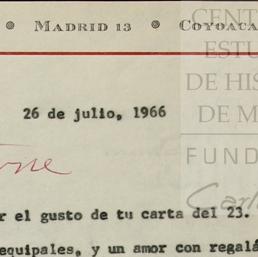 MADRID 13 COYOACA
CENT
ESTU
DE HIS
DE M
FUND
26 de julio, 1966
Carl
r el gusto de tu carta del 23.
equipales, y un amor con regalá